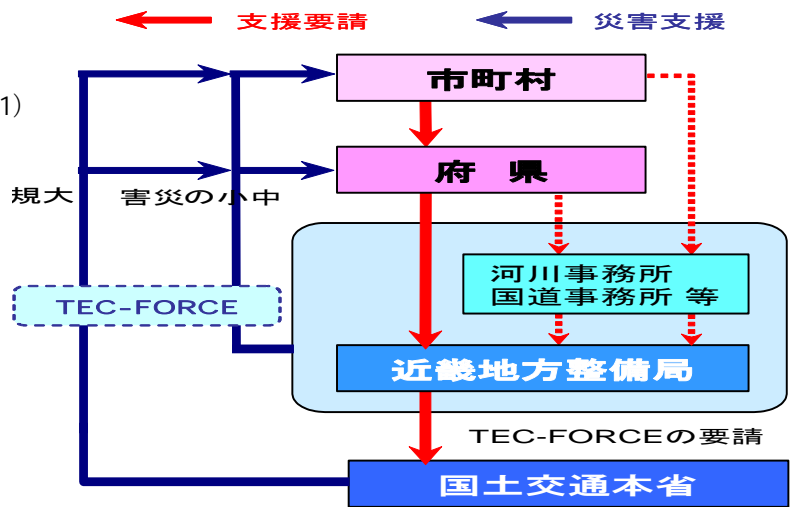 支援要請 災害支援
市町村
1)
府 県
規大 害災の小中
河川事務所
国道事務所 等
TEC-FORCE
近畿地方整備局
TEC-FORCEの要請
国土交通本省